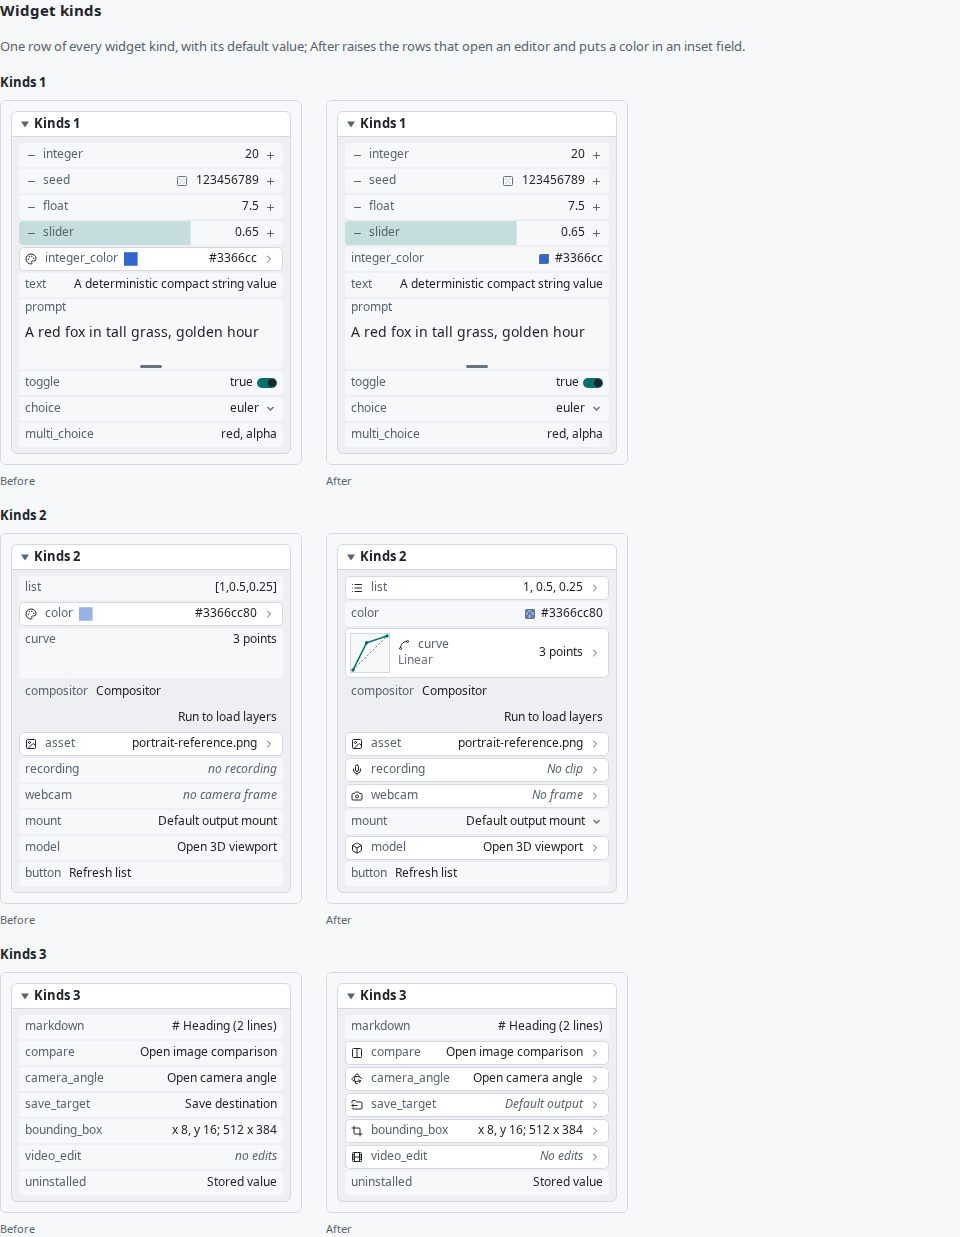 Widget kinds
One row of every widget kind, with its default value; After raises the rows that open an editor and puts a color in an inset field.
Kinds 1
Kinds 1
− integer 20 +
− seed 123456789 +
− float 7.5 +
− slider 0.65 +
integer_color #3366cc
text A deterministic compact string value
prompt
A red fox in tall grass, golden hour
toggle true
choice euler
multi_choice red, alpha
Before
Kinds 1
− integer 20 +
− seed 123456789 +
− float 7.5 +
− slider 0.65 +
integer_color #3366cc
text A deterministic compact string value
prompt
A red fox in tall grass, golden hour
toggle true
choice euler
multi_choice red, alpha
After
Kinds 2
Kinds 2
list [1,0.5,0.25]
color #3366cc80
curve 3 points
compositor Compositor
Run to load layers
asset portrait-reference.png
recording no recording
webcam no camera frame
mount Default output mount
model Open 3D viewport
button Refresh list
Before
Kinds 2
list 1, 0.5, 0.25
color #3366cc80
curve
Linear
3 points
compositor Compositor
Run to load layers
asset portrait-reference.png
recording No clip
webcam No frame
mount Default output mount
model Open 3D viewport
button Refresh list
After
Kinds 3
Kinds 3
markdown # Heading (2 lines)
compare Open image comparison
camera_angle Open camera angle
save_target Save destination
bounding_box x 8, y 16; 512 x 384
video_edit no edits
uninstalled Stored value
Before
Kinds 3
markdown # Heading (2 lines)
compare Open image comparison
camera_angle Open camera angle
save_target Default output
bounding_box x 8, y 16; 512 x 384
video_edit No edits
uninstalled Stored value
After